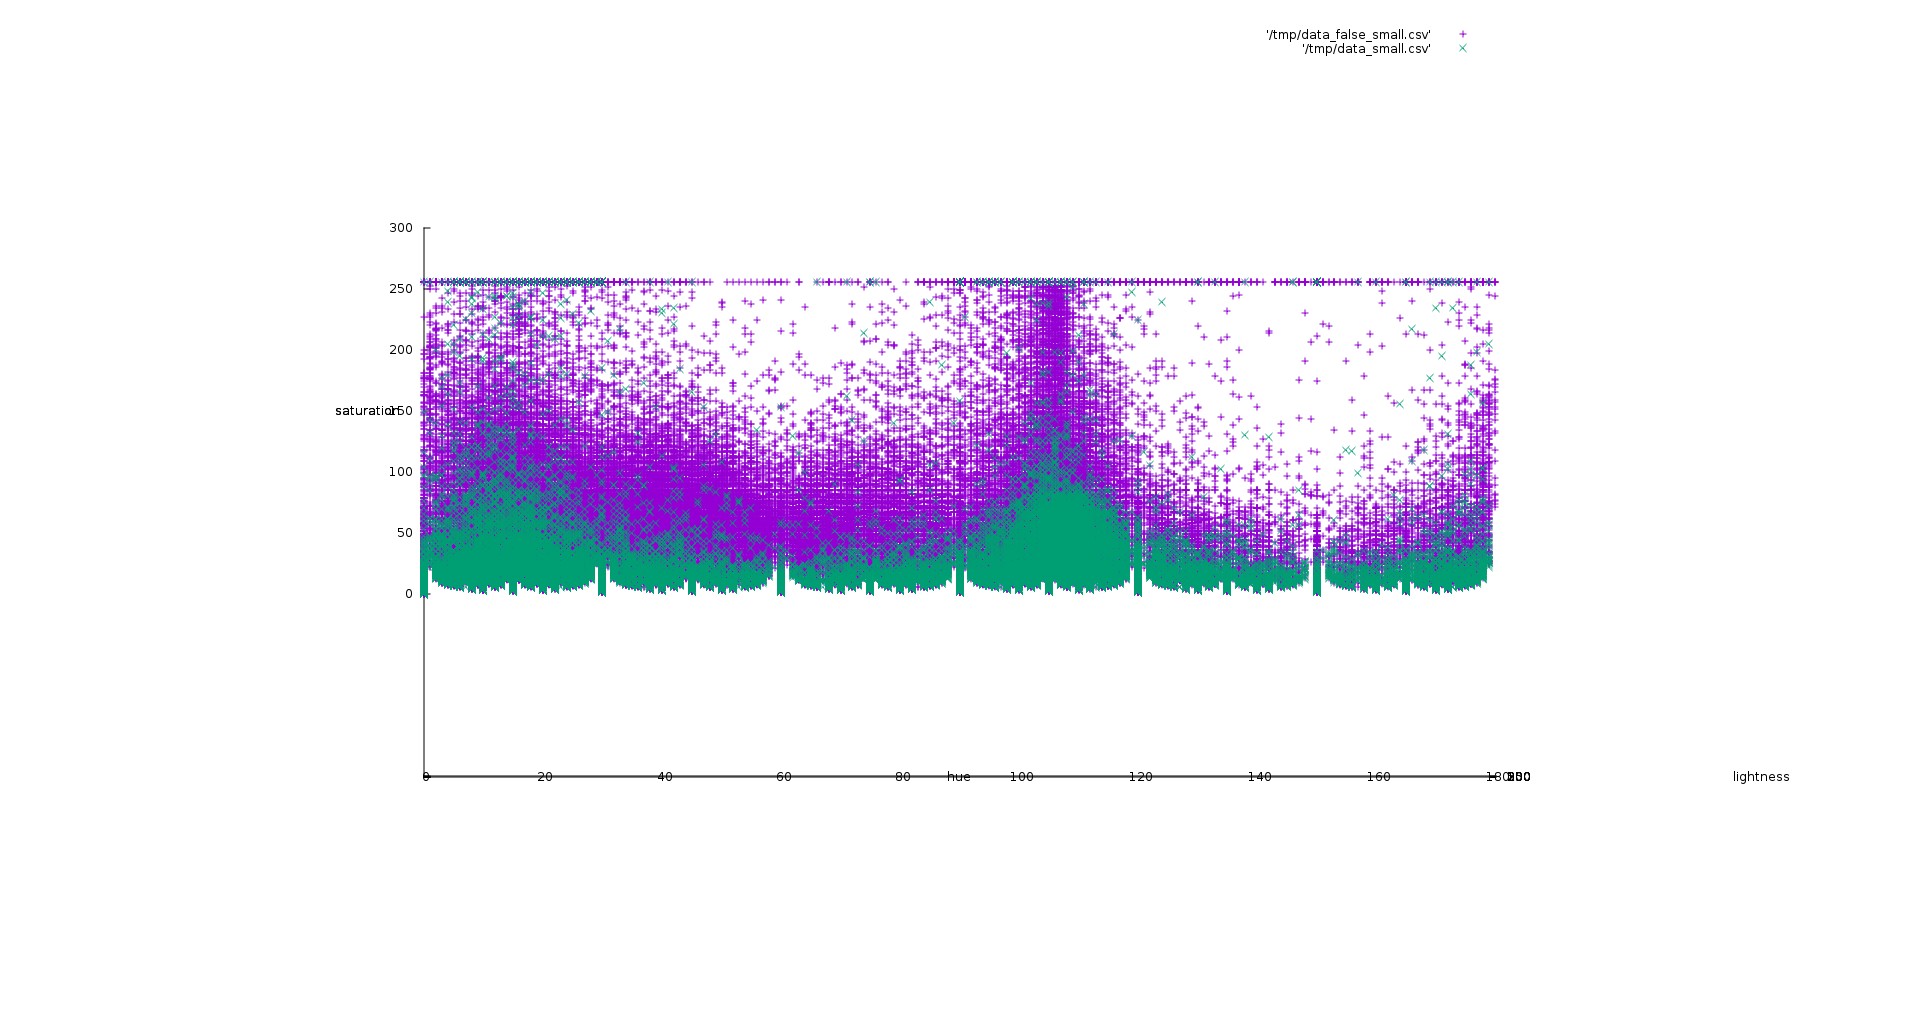 '/tmp/data_false_small.csv'
'/tmp/data_small.csv'
300
250
200
saturation 150
100
50
0
0 20 40 60 80 hue 100 120 140 160 180 lightness